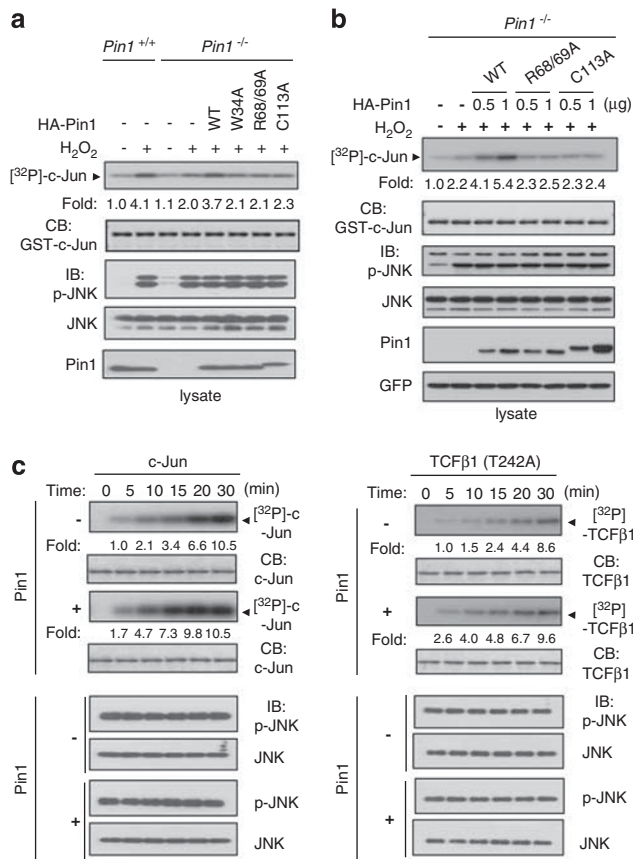 a
Pin1 +/+ Pin1 -/-
HA-Pin1 - - - - WT W34A R68/69A C113A
H2O2 - + - + + + + +
[32P]-c-Jun
Fold: 1.0 4.1 1.1 2.0 3.7 2.1 2.1 2.3
CB: GST-c-Jun
IB: p-JNK
JNK
Pin1
lysate
b
Pin1 -/-
WT R68/69A C113A
HA-Pin1 - - 0.5 1 0.5 1 0.5 1 (μg)
H2O2 - + + + + + + +
[32P]-c-Jun
Fold: 1.0 2.2 4.1 5.4 2.3 2.5 2.3 2.4
CB: GST-c-Jun
IB: p-JNK
JNK
Pin1
GFP
lysate
c
c-Jun
Time: 0 5 10 15 20 30 (min)
Pin1
- [32P]-c-Jun
Fold: 1.0 2.1 3.4 6.6 10.5
CB: c-Jun
+ [32P]-c-Jun
Fold: 1.7 4.7 7.3 9.8 10.5
CB: c-Jun
Pin1
- IB: p-JNK
JNK
+ p-JNK
JNK
TCFβ1 (T242A)
Time: 0 5 10 15 20 30 (min)
Pin1
- [32P]-TCFβ1
Fold: 1.0 1.5 2.4 4.4 8.6
CB: TCFβ1
+ [32P]-TCFβ1
Fold: 2.6 4.0 4.8 6.7 9.6
CB: TCFβ1
Pin1
- IB: p-JNK
JNK
+ p-JNK
JNK